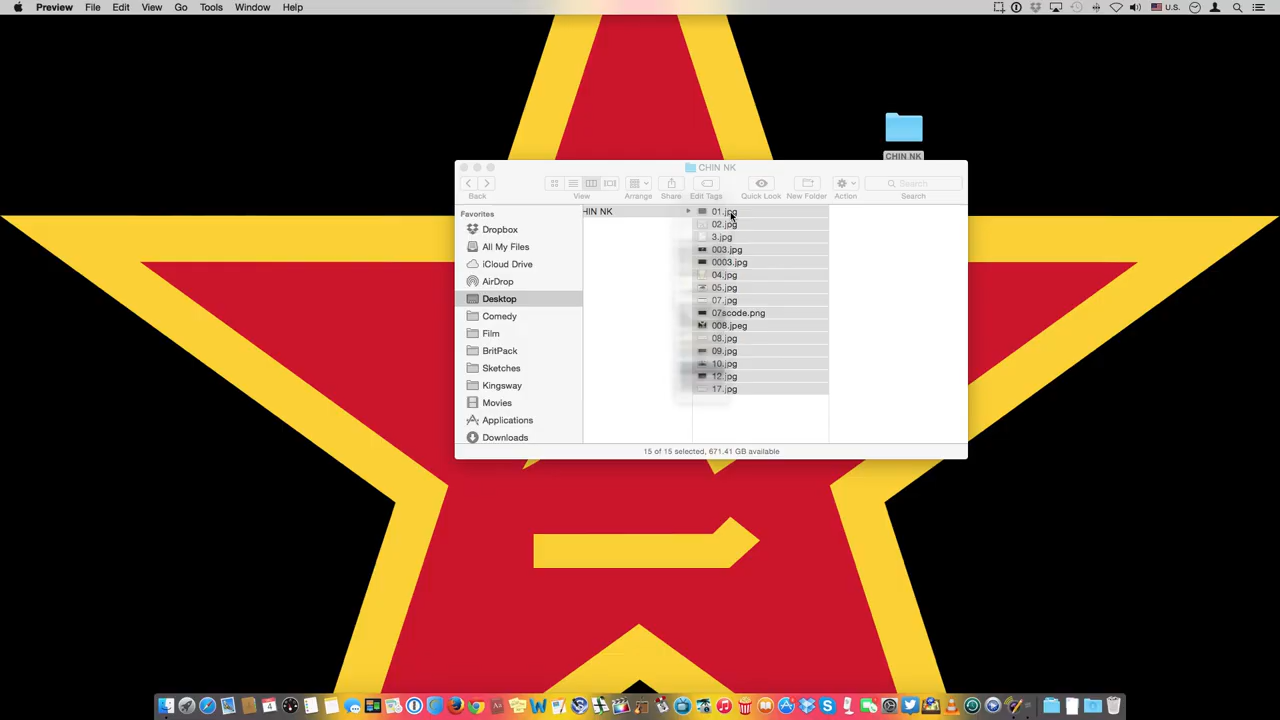 Preview File Edit View Go Tools Window Help U.S.
CHIN NK
CHIN NK
Back View Arrange Share Edit Tags Quick Look New Folder Action Search
Search
Favorites
Dropbox
All My Files
iCloud Drive
AirDrop
Desktop
Comedy
Film
BritPack
Sketches
Kingsway
Movies
Applications
Downloads
HIN NK
01.jpg
02.jpg
3.jpg
003.jpg
0003.jpg
04.jpg
05.jpg
07.jpg
07scode.png
008.jpeg
08.jpg
09.jpg
10.jpg
12.jpg
17.jpg
15 of 15 selected, 671.41 GB available